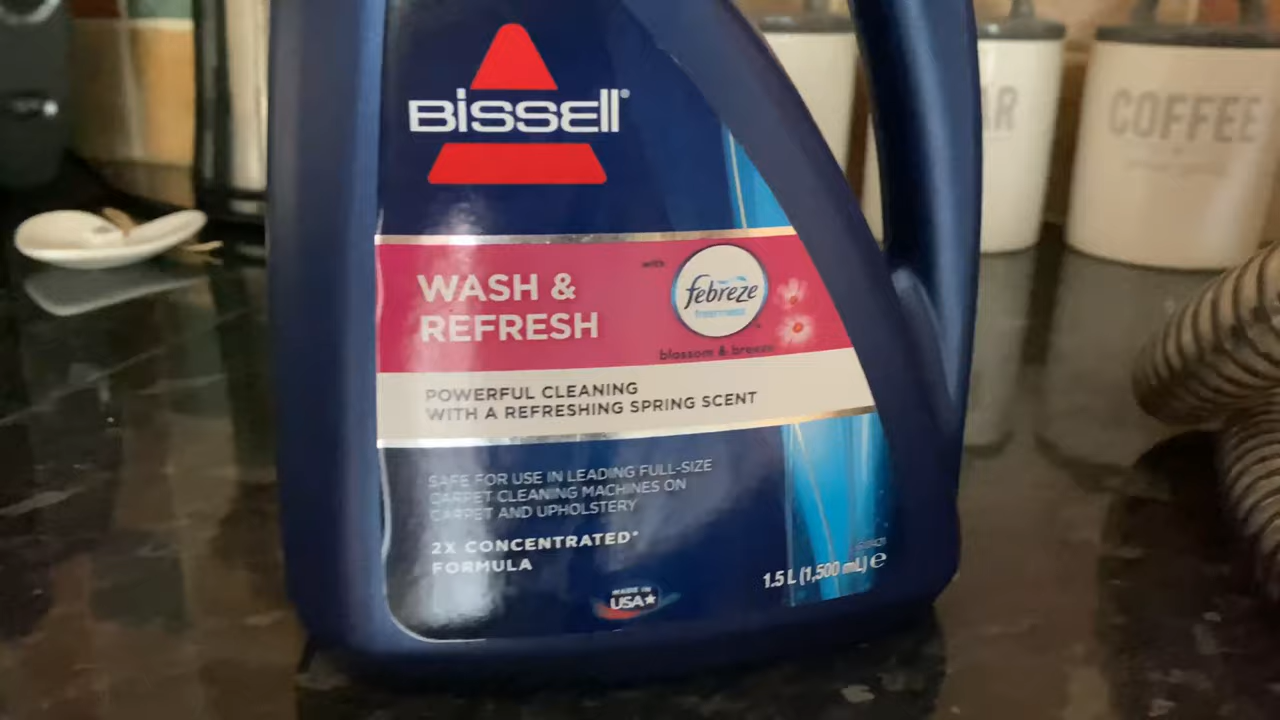 BISSELL®
WASH &
REFRESH
with
febreze
freshness
blossom & breeze
POWERFUL CLEANING
WITH A REFRESHING SPRING SCENT
SAFE FOR USE IN LEADING FULL-SIZE
CARPET CLEANING MACHINES ON
CARPET AND UPHOLSTERY
2X CONCENTRATED*
FORMULA
MADE IN
USA
1.5 L (1,500 mL) e
AR
COFFEE